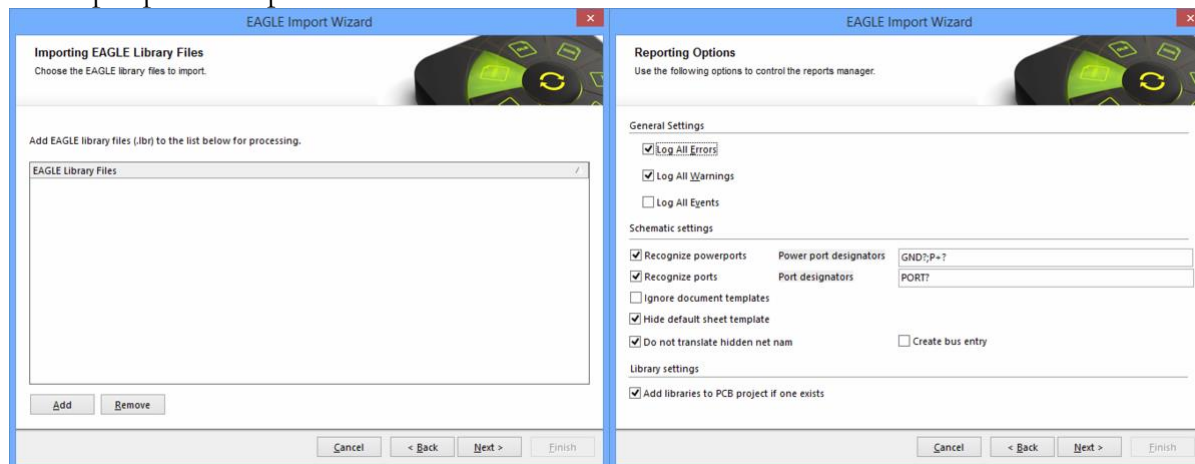 EAGLE Import Wizard
Importing EAGLE Library Files
Choose the EAGLE library files to import.
Add EAGLE library files (.lbr) to the list below for processing.
EAGLE Library Files
Add
Remove
Cancel
< Back
Next >
Finish
EAGLE Import Wizard
Reporting Options
Use the following options to control the reports manager.
General Settings
Log All Errors
Log All Warnings
Log All Events
Schematic settings
Recognize powerports Power port designators GND?;P+?
Recognize ports Port designators PORT?
Ignore document templates
Hide default sheet template
Do not translate hidden net nam Create bus entry
Library settings
Add libraries to PCB project if one exists
Cancel
< Back
Next >
Finish